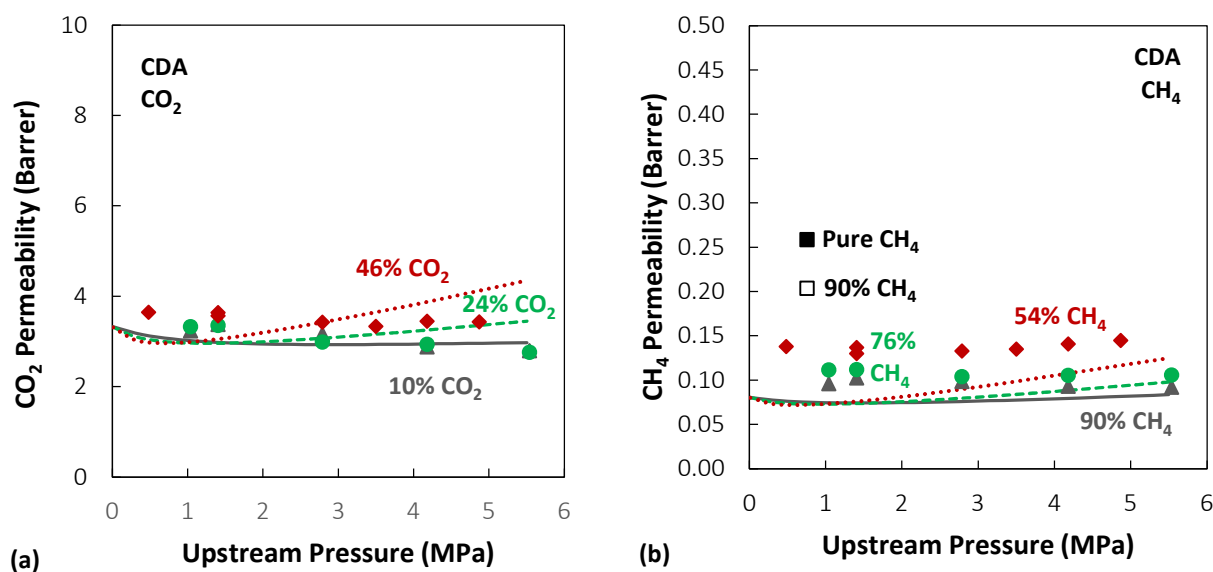 CO₂ Permeability (Barrer)
10
8
6
4
2
0
CDA
CO₂
46% CO₂
24% CO₂
10% CO₂
0 1 2 3 4 5 6
Upstream Pressure (MPa)
(a)
CH₄ Permeability (Barrer)
0.50
0.45
0.40
0.35
0.30
0.25
0.20
0.15
0.10
0.05
0.00
CDA
CH₄
Pure CH₄
90% CH₄
54% CH₄
76%
CH₄
90% CH₄
0 1 2 3 4 5 6
Upstream Pressure (MPa)
(b)